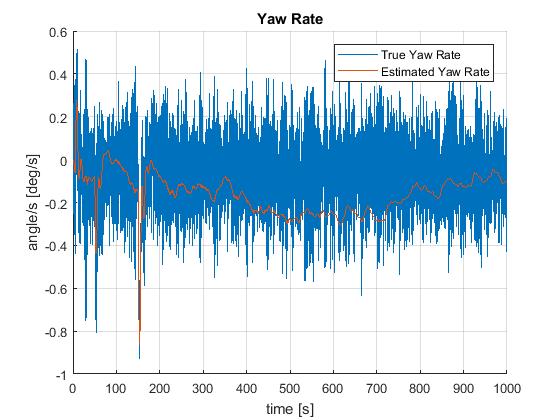 Yaw Rate
True Yaw Rate
Estimated Yaw Rate
angle/s [deg/s]
0.6
0.4
0.2
0
-0.2
-0.4
-0.6
-0.8
-1
0 100 200 300 400 500 600 700 800 900 1000
time [s]